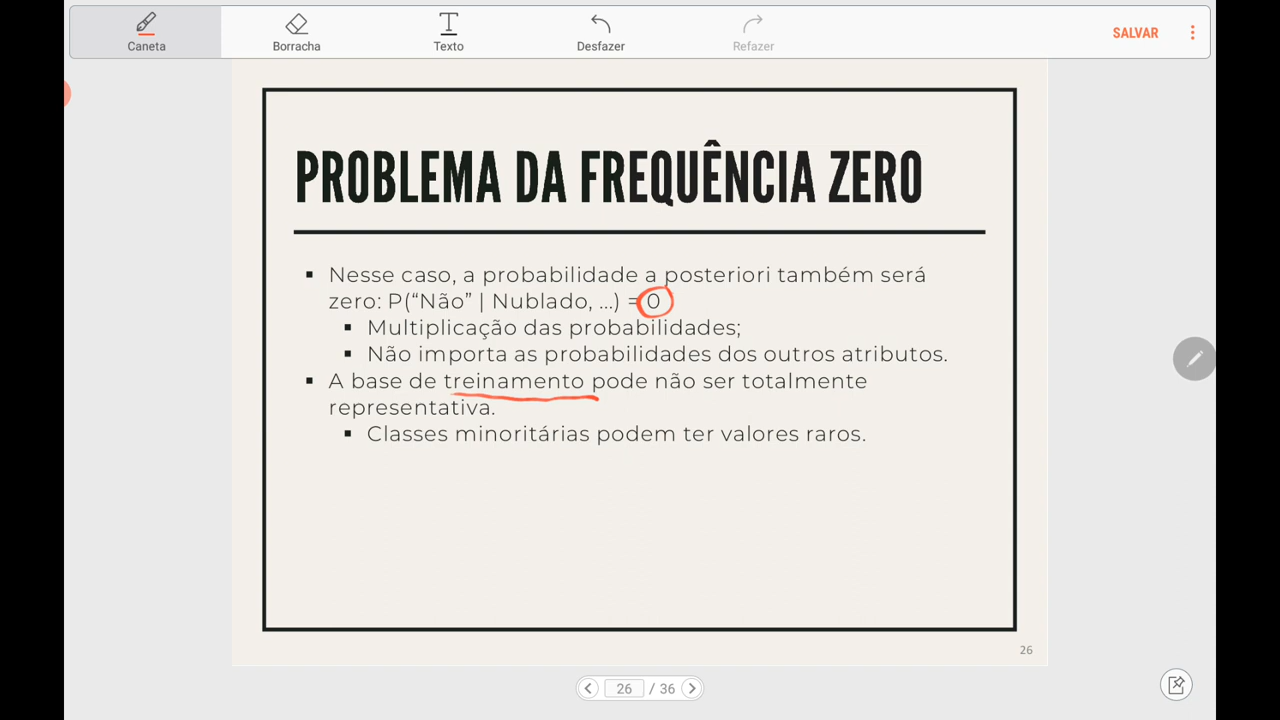 Caneta
Borracha
Texto
Desfazer
Refazer
SALVAR
PROBLEMA DA FREQUÊNCIA ZERO
▪ Nesse caso, a probabilidade a posteriori também será
zero: P(“Não” | Nublado, ...) = 0
▪ Multiplicação das probabilidades;
▪ Não importa as probabilidades dos outros atributos.
▪ A base de treinamento pode não ser totalmente
representativa.
▪ Classes minoritárias podem ter valores raros.
26
26 / 36